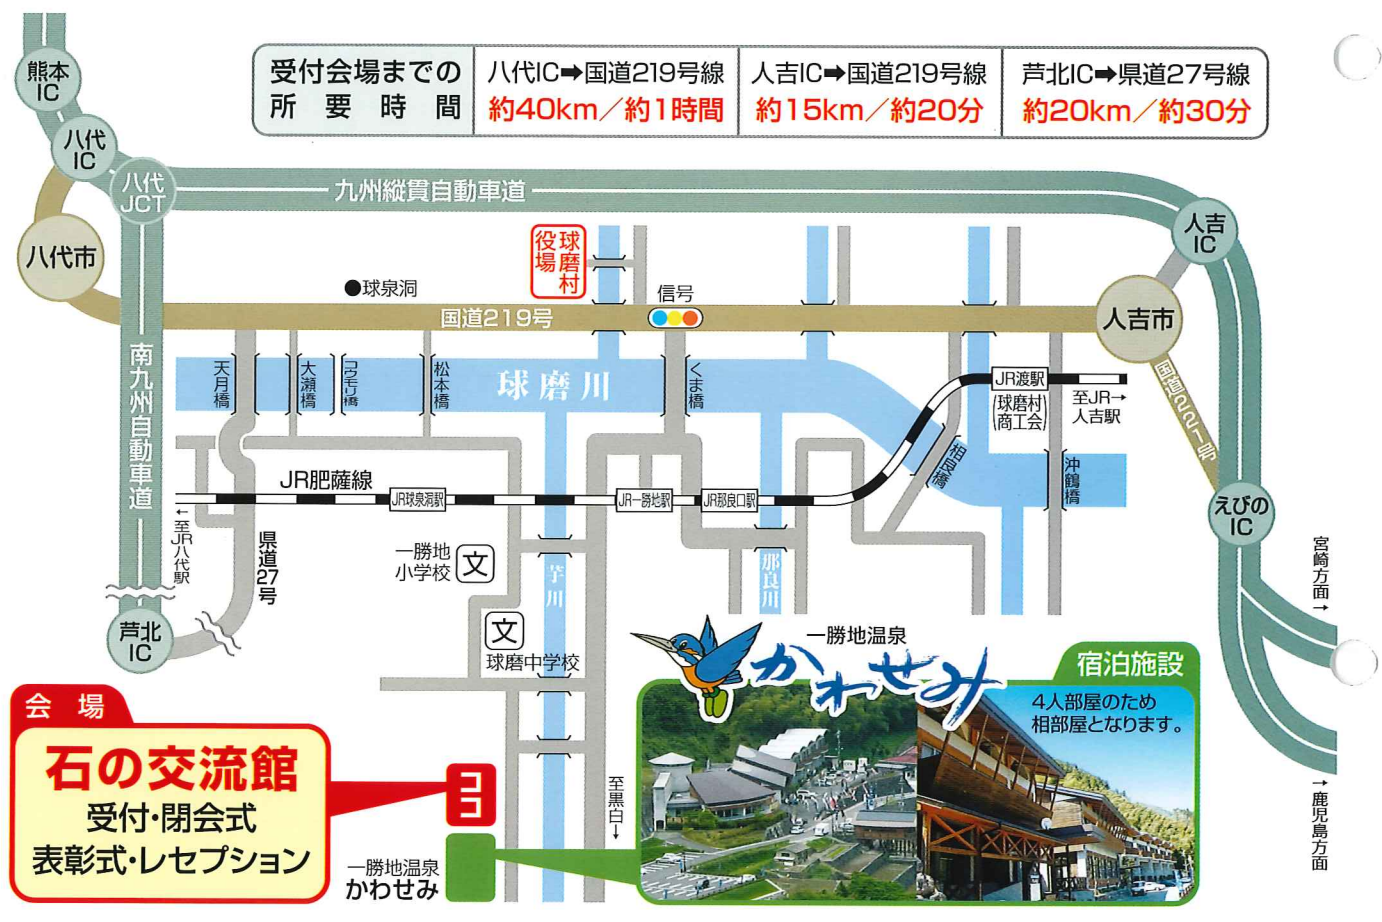 受付会場までの
所要時間
八代IC➡国道219号線
約40km／約1時間
人吉IC➡国道219号線
約15km／約20分
芦北IC➡県道27号線
約20km／約30分
熊本
IC
八代
IC
八代
JCT
九州縦貫自動車道
人吉
IC
八代市
球磨村
役場
●球泉洞
信号
国道219号
人吉市
南九州自動車道
天月橋
大瀬橋
コウモリ橋
松本橋
球磨川
くま橋
JR渡駅
(球磨村
商工会)
至JR→
人吉駅
国道221号
相良橋
沖鶴橋
JR肥薩線
JR球泉洞駅
JR一勝地駅
JR那良口駅
えびの
IC
←至JR八代駅
県道27号
一勝地
小学校
文
芋川
那良川
宮崎方面→
芦北
IC
文
球磨中学校
一勝地温泉
かわせみ
宿泊施設
4人部屋のため
相部屋となります。
会場
石の交流館
受付・閉会式
表彰式・レセプション
ココ
至黒白→
→鹿児島方面
一勝地温泉
かわせみ